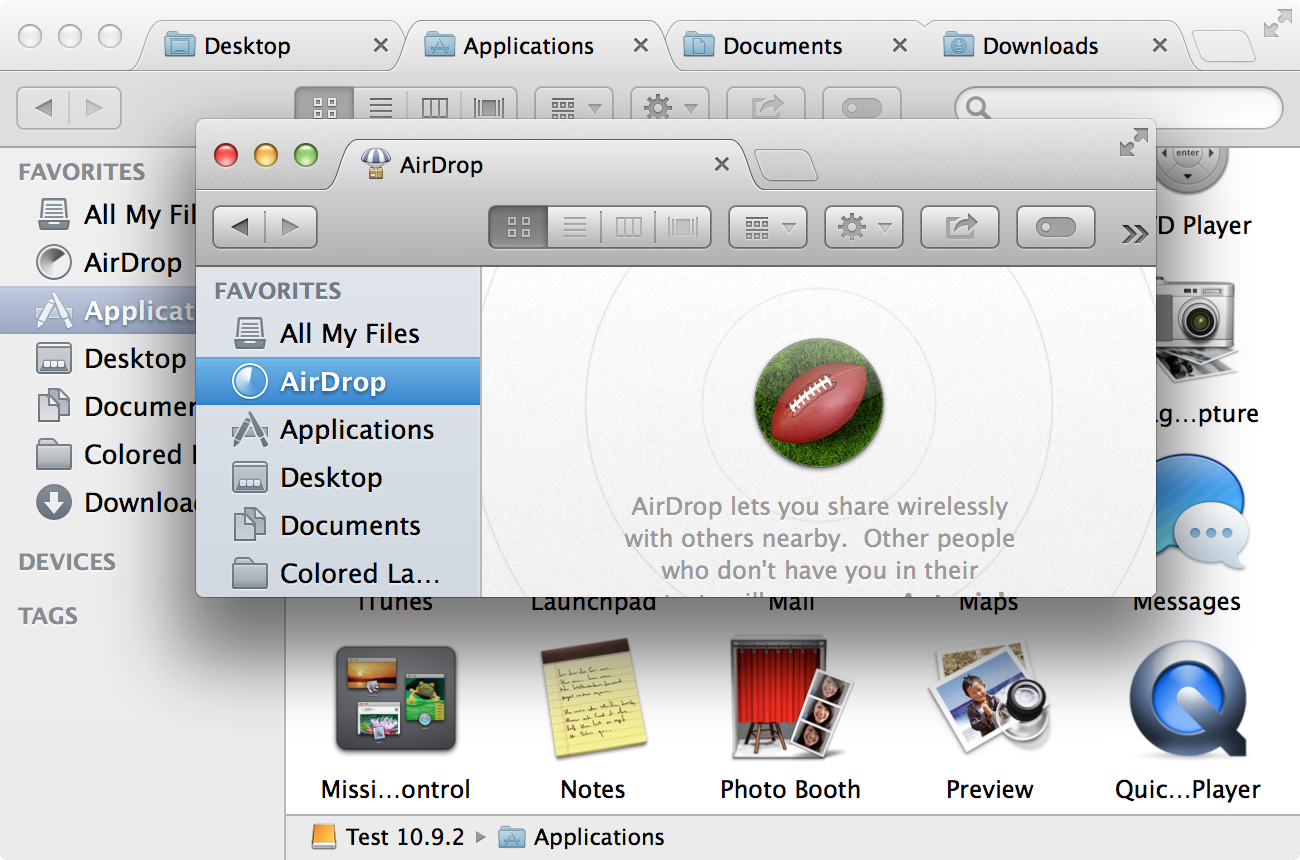 Desktop
Applications
Documents
Downloads
FAVORITES
All My Fil
AirDrop
Applicat
Desktop
Documen
Colored
Downloa
DEVICES
TAGS
AirDrop
FAVORITES
All My Files
AirDrop
Applications
Desktop
Documents
Colored La…
AirDrop lets you share wirelessly
with others nearby.  Other people
who don't have you in their
enter
D Player
g…pture
iTunes
Launchpad
Mail
Maps
Messages
Missi…ontrol
Notes
Photo Booth
Preview
Quic…Player
Test 10.9.2
Applications